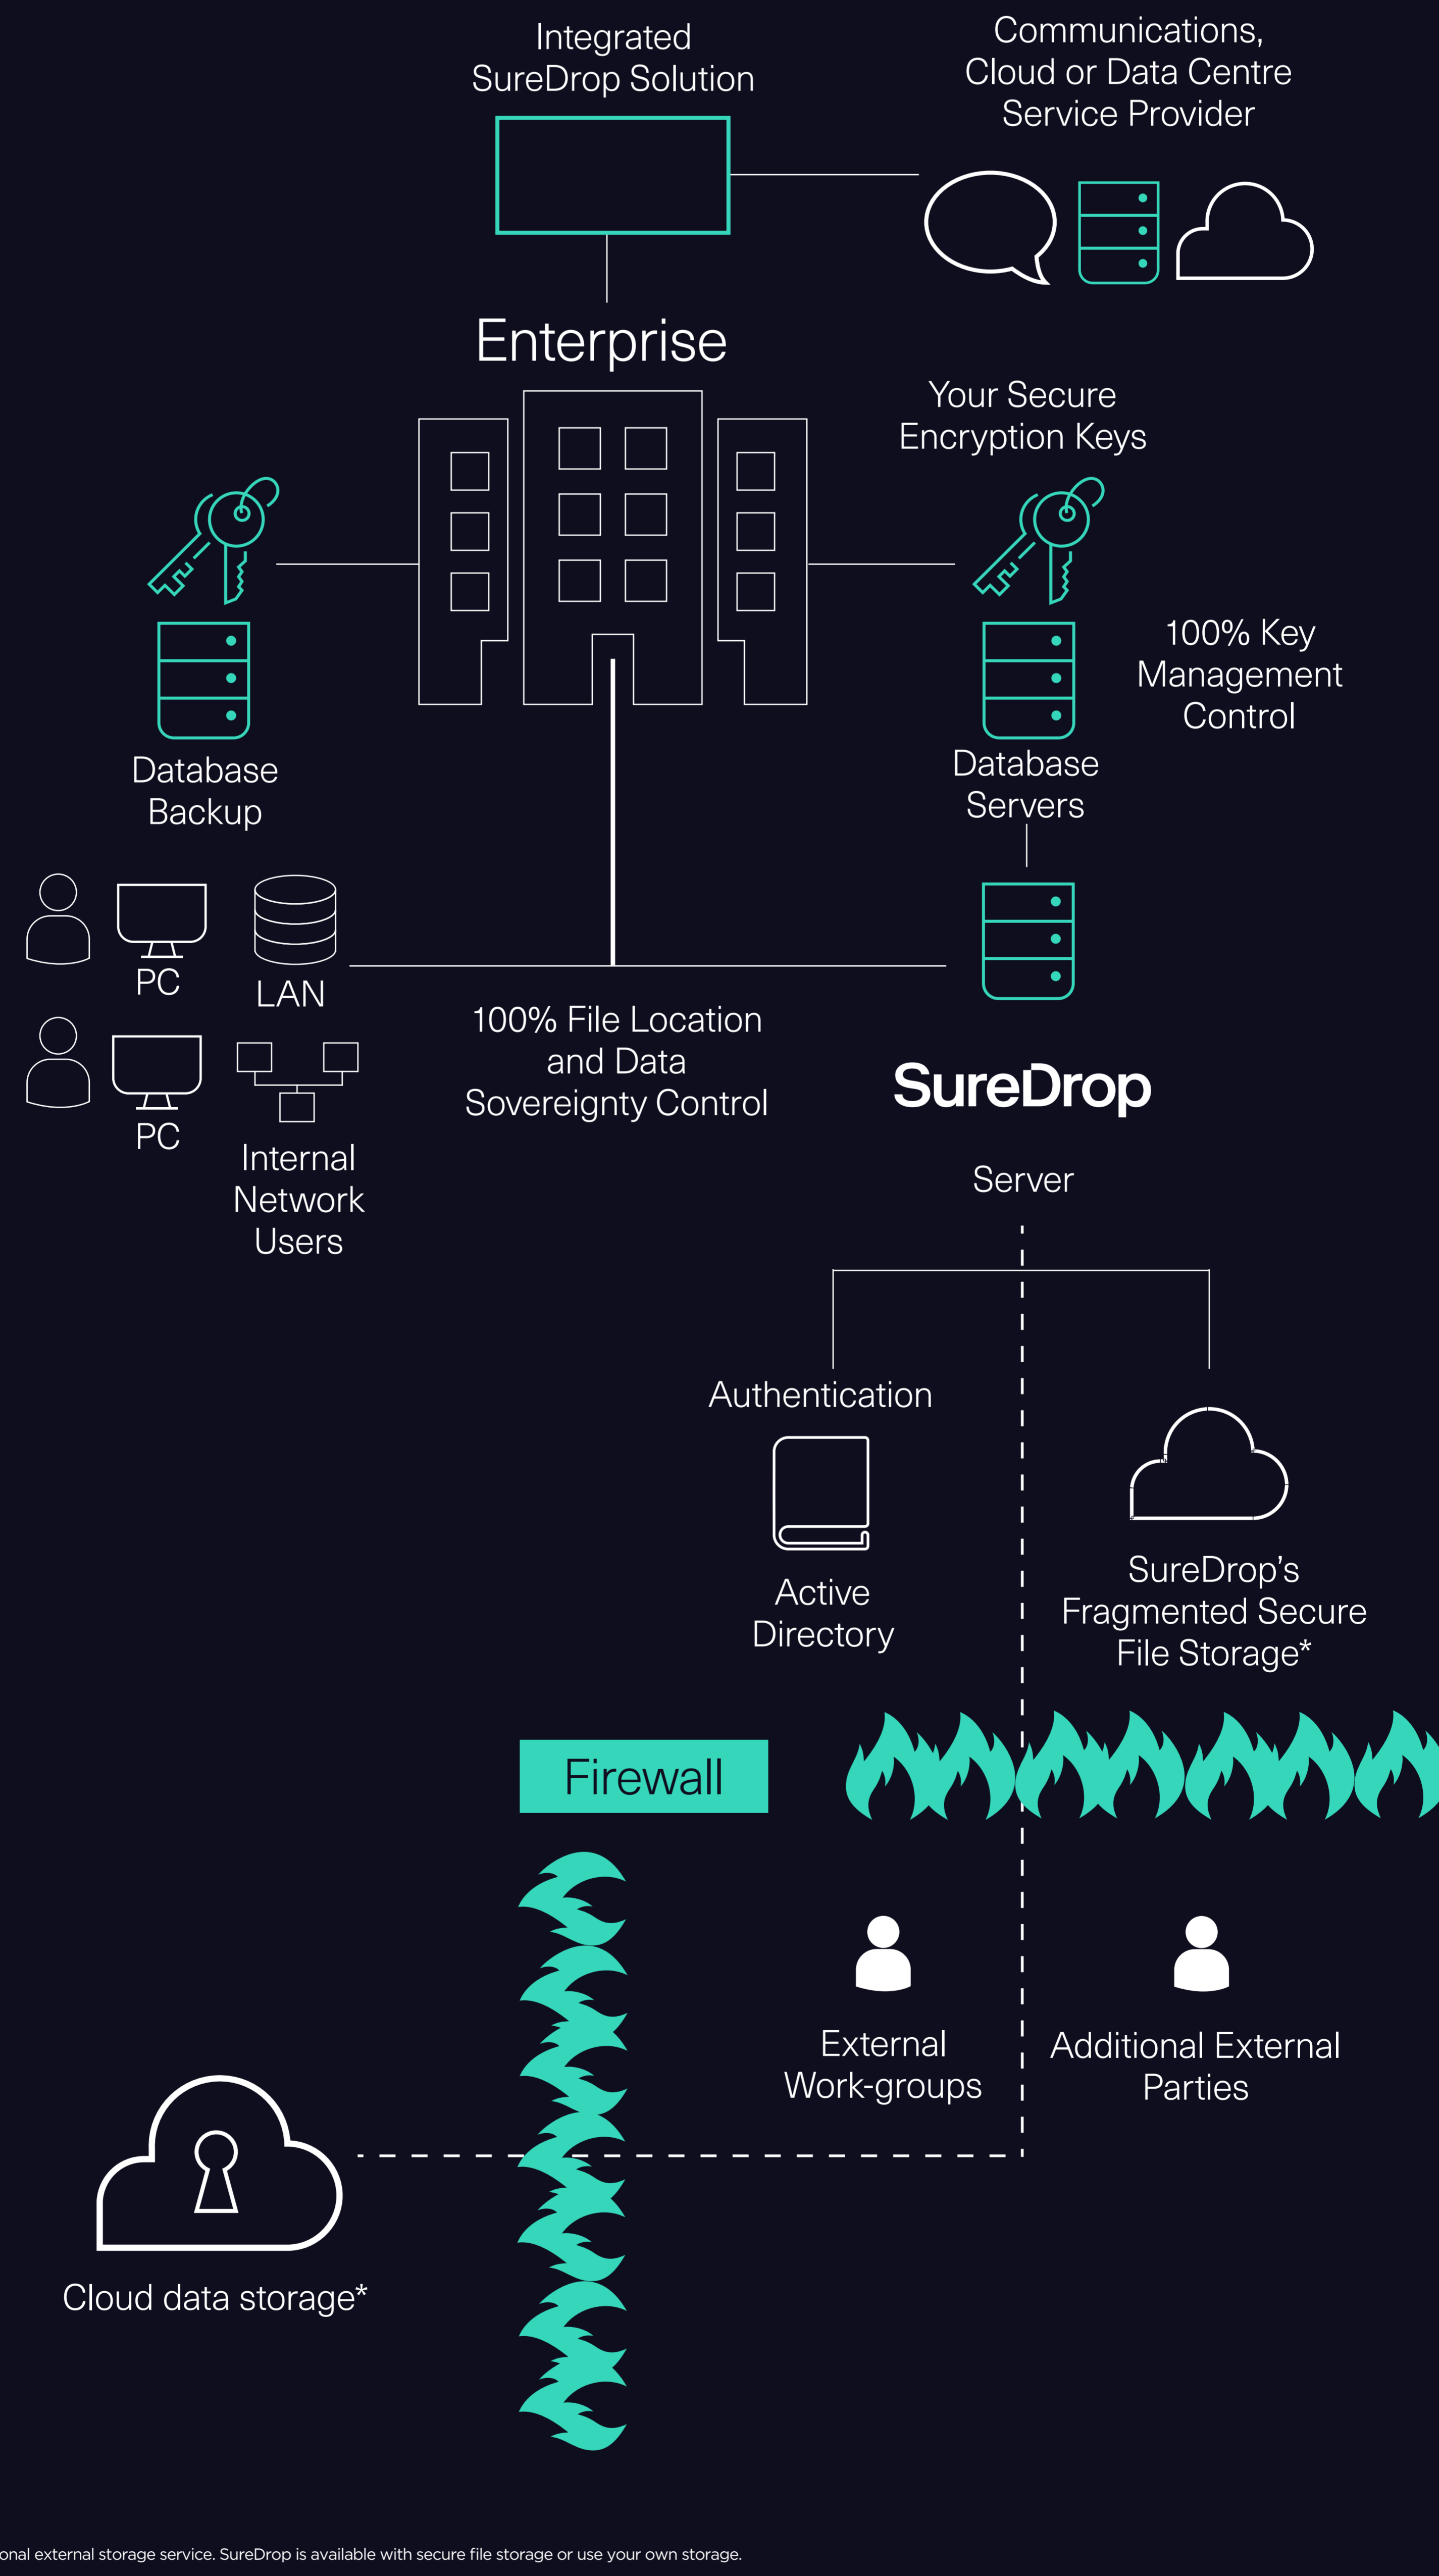 Integrated
SureDrop Solution
Communications,
Cloud or Data Centre
Service Provider
Enterprise
Your Secure
Encryption Keys
100% Key
Management
Control
Database
Backup
Database
Servers
PC
LAN
PC
Internal
Network
Users
100% File Location
and Data
Sovereignty Control
SureDrop
Server
Authentication
Active
Directory
SureDrop’s
Fragmented Secure
File Storage*
Firewall
External
Work-groups
Additional External
Parties
Cloud data storage*
external storage service. SureDrop is available with secure file storage or use your own storage.